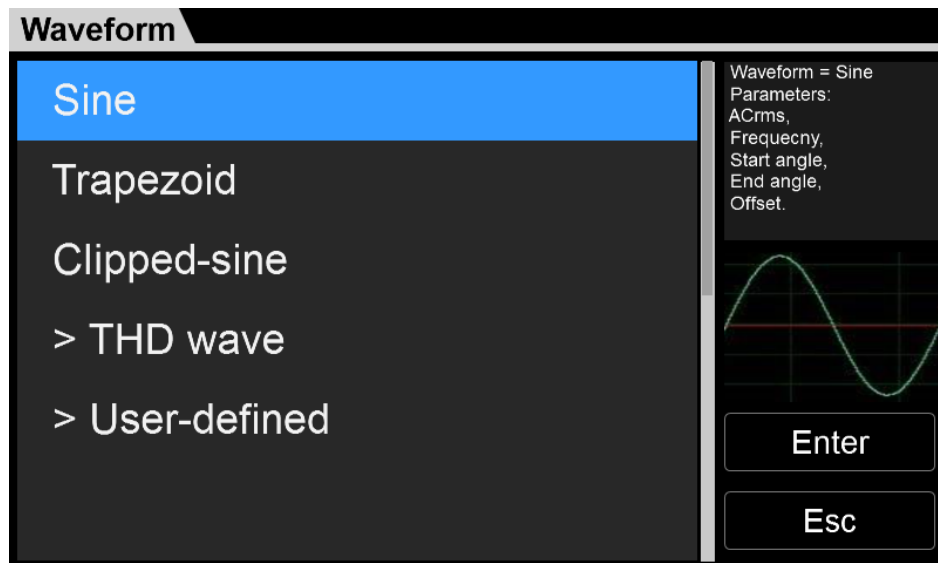 Waveform
Sine
Trapezoid
Clipped-sine
> THD wave
> User-defined
Waveform = Sine
Parameters:
ACrms,
Frequecny,
Start angle,
End angle,
Offset.
Enter
Esc